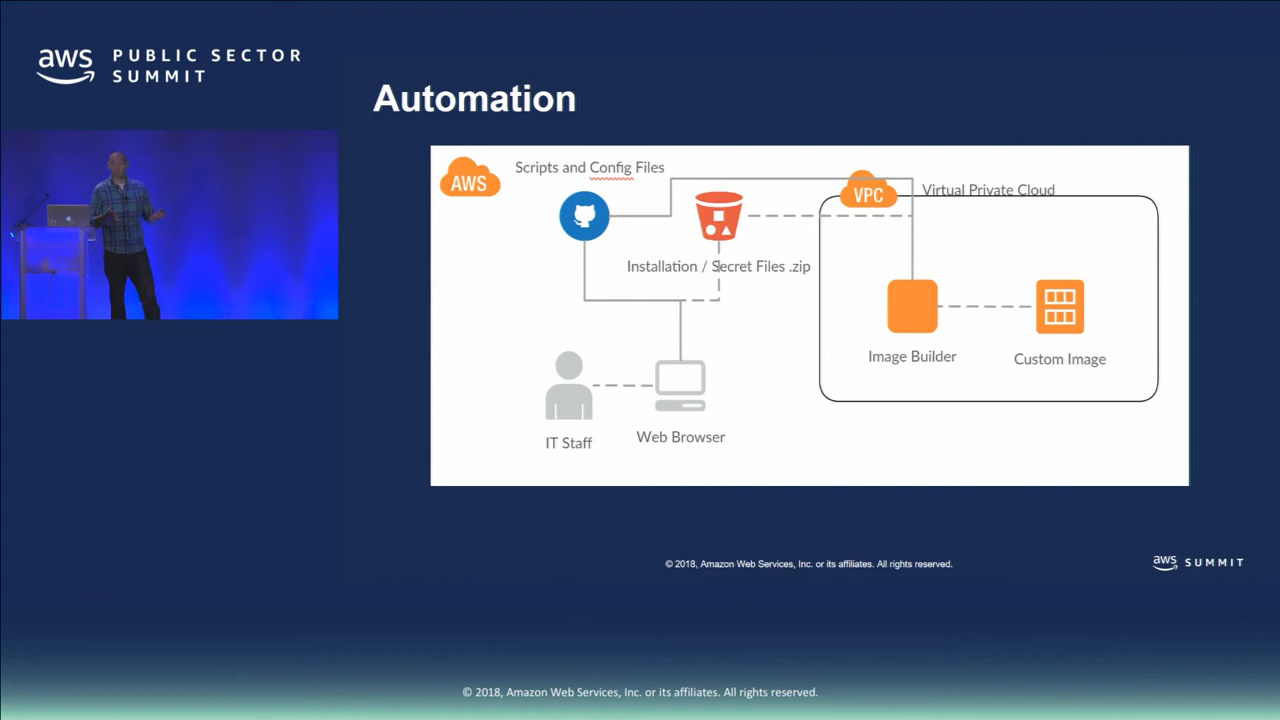 aws PUBLIC SECTOR
SUMMIT
Automation
AWS
Scripts and Config Files
VPC
Virtual Private Cloud
Installation / Secret Files .zip
Image Builder
Custom Image
IT Staff
Web Browser
© 2018, Amazon Web Services, Inc. or its affiliates. All rights reserved.
aws SUMMIT
© 2018, Amazon Web Services, Inc. or its affiliates. All rights reserved.